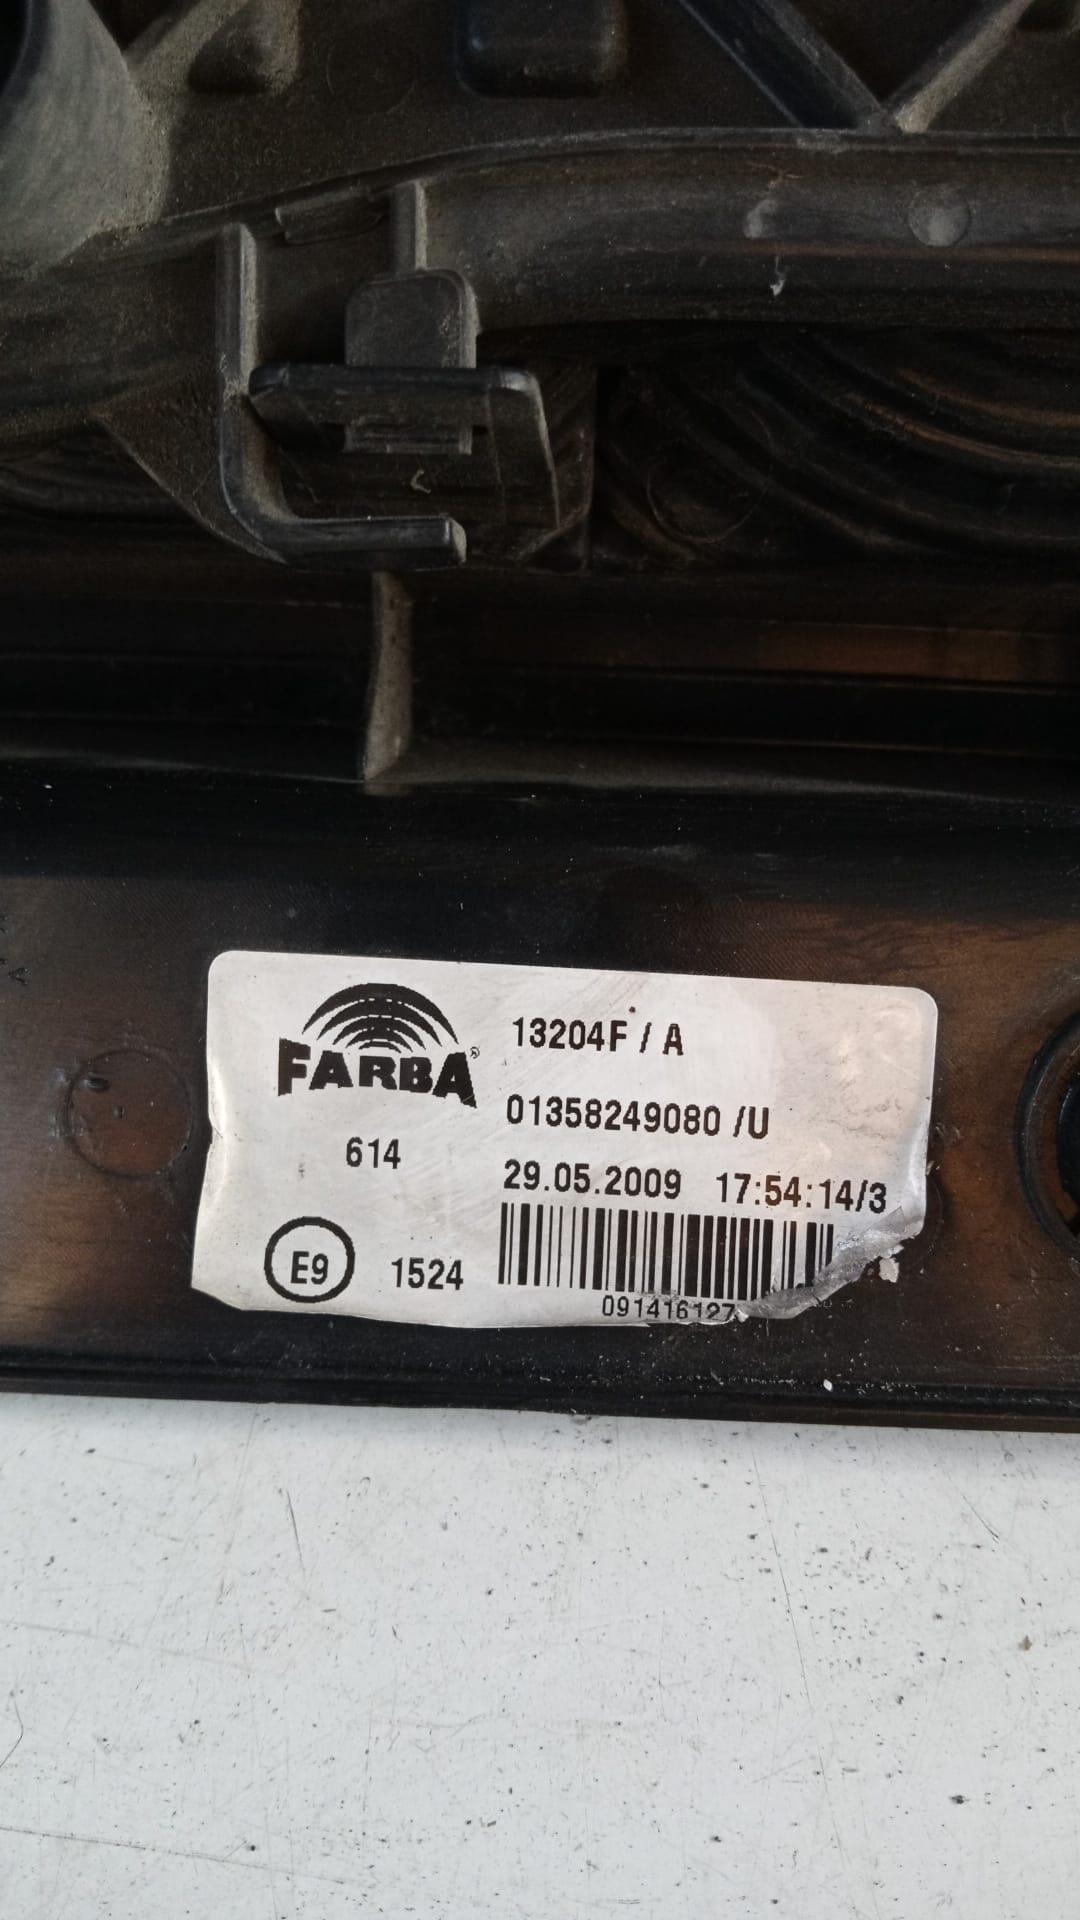 FARBA®
13204F / A
01358249080 /U
614
29.05.2009 17:54:14/3
E9
1524
091416127